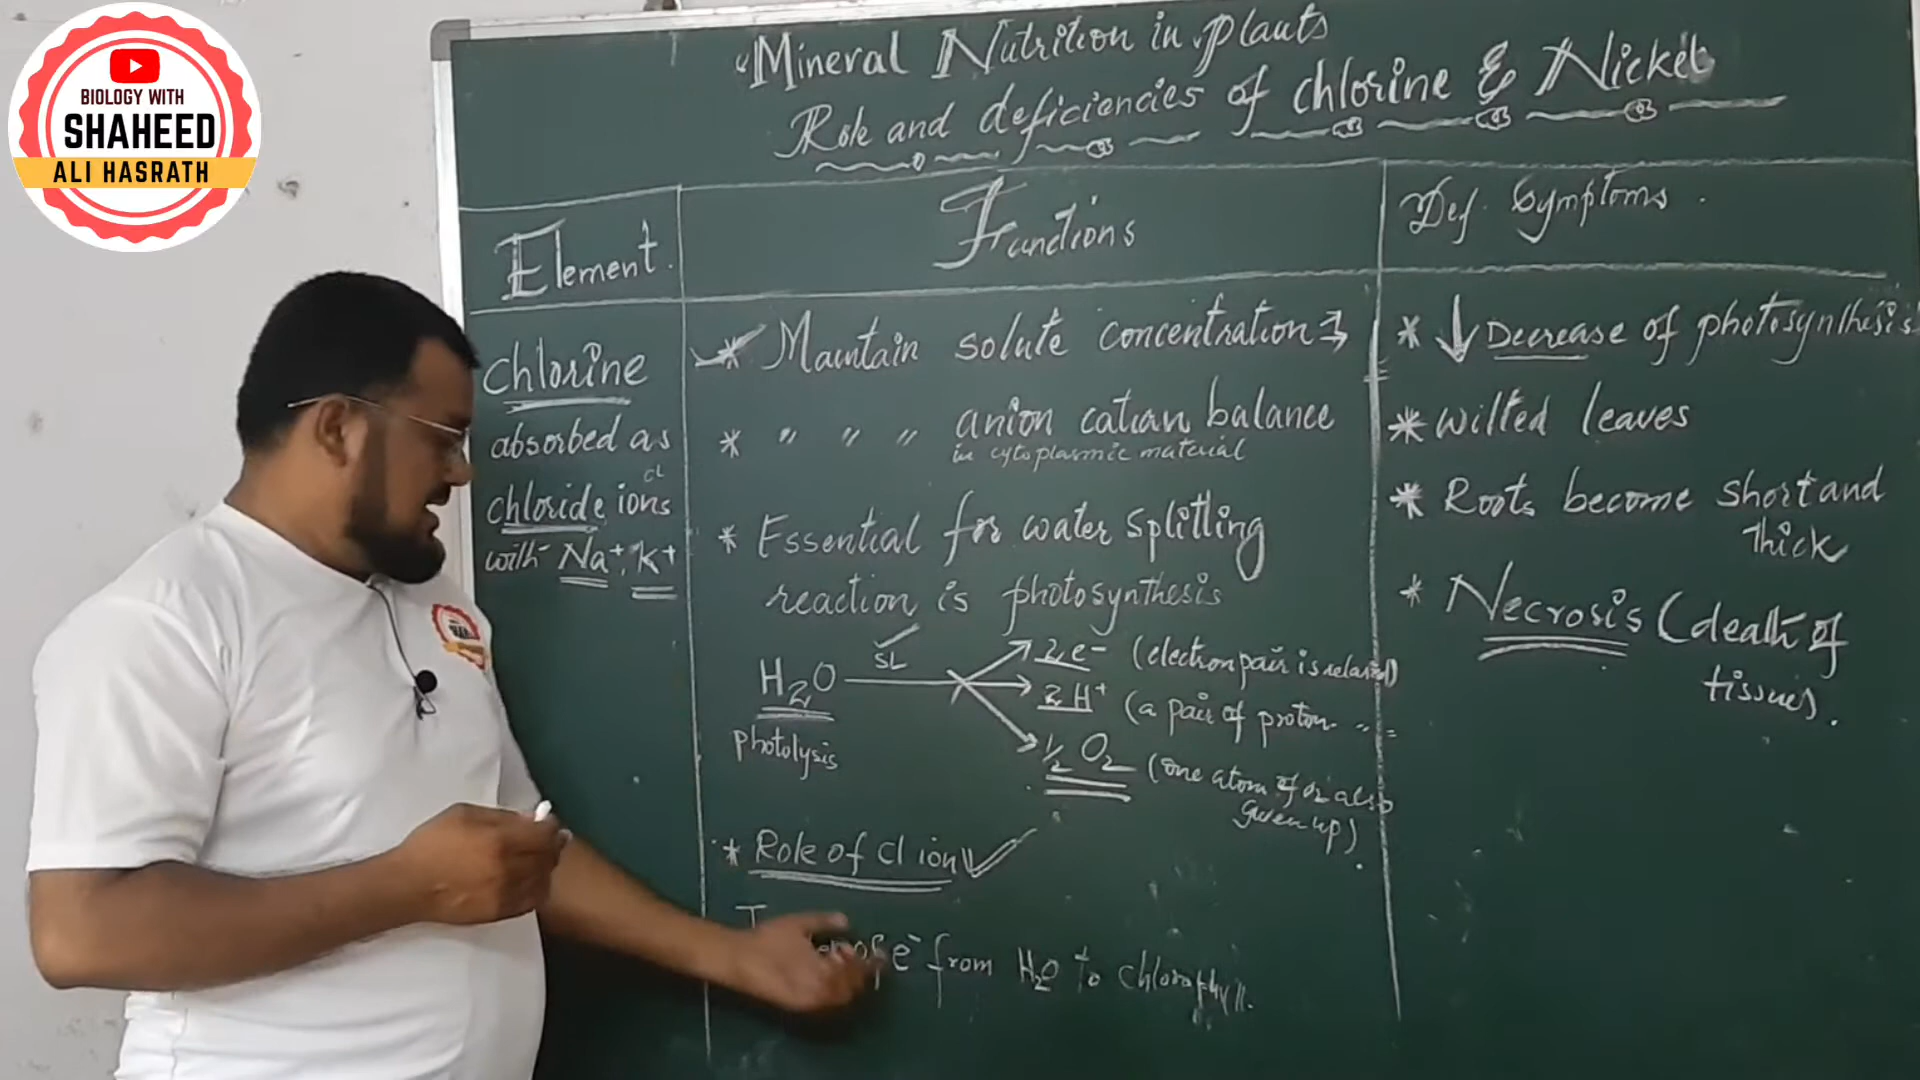 BIOLOGY WITH
SHAHEED
ALI HASRATH
"Mineral Nutrition in Plants
Role and deficiencies of chlorine & Nickel
Element.
Functions
Def. Symptoms.
chlorine
absorbed as
cl
chloride ions
with Na+, K+
* Maintain solute concentration
* " " " anion cation balance
in cytoplasmic material
* Essential for water splitting
reaction is photosynthesis
H2O
SL
photolysis
2e- (electron pair is
2H+ (a pair of proton " =
1/2 O2 (one atom of O2 also
given up)
* Role of Cl ion
of e- from H2O to chlorophyll.
* ↓ Decrease of photosynthesis
* Wilted leaves
* Roots become short and
thick
* Necrosis (death of
tissues).